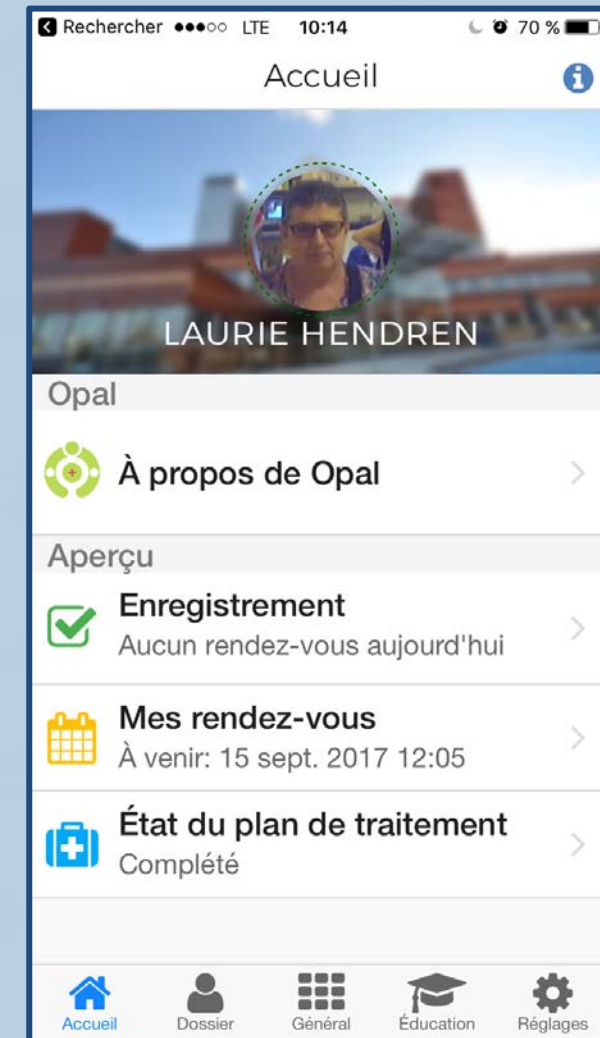 Rechercher LTE 10:14 70 %
Accueil
LAURIE HENDREN
Opal
À propos de Opal
Aperçu
Enregistrement
Aucun rendez-vous aujourd'hui
Mes rendez-vous
À venir: 15 sept. 2017 12:05
État du plan de traitement
Complété
Accueil Dossier Général Éducation Réglages